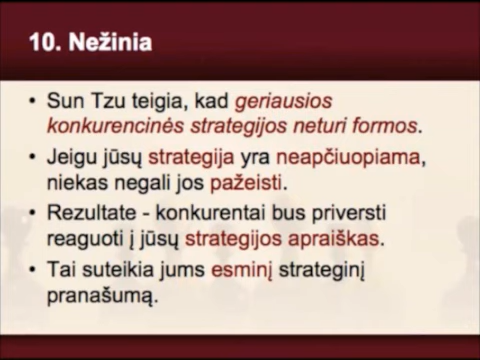 10. Nežinia
• Sun Tzu teigia, kad geriausios
konkurencinės strategijos neturi formos.
• Jeigu jūsų strategija yra neapčiuopiama,
niekas negali jos pažeisti.
• Rezultate - konkurentai bus priversti
reaguoti į jūsų strategijos apraiškas.
• Tai suteikia jums esminį strateginį
pranašumą.